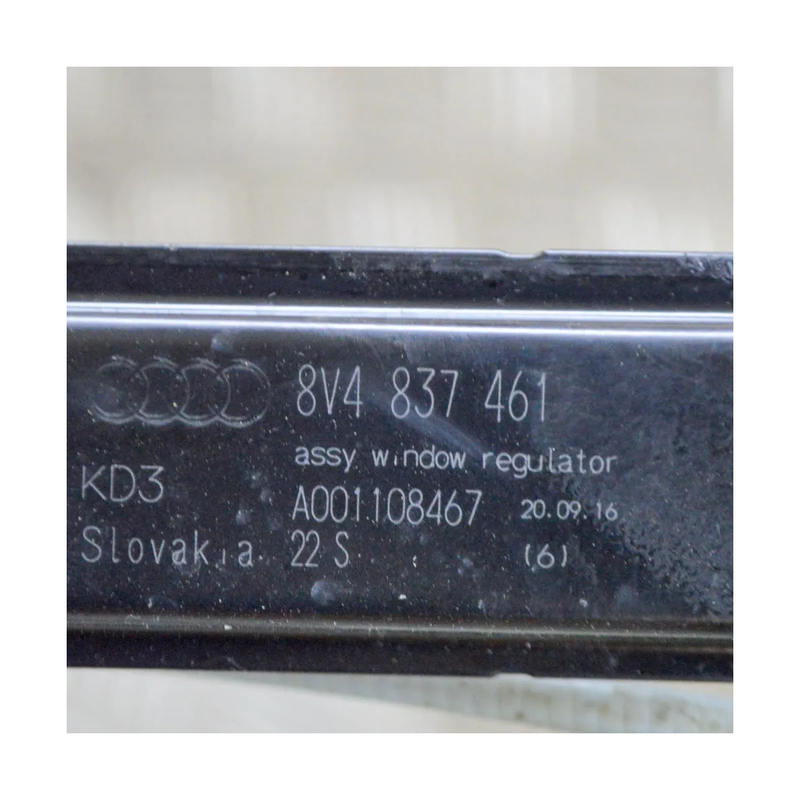 8V4 837 461
assy window regulator
KD3
A001108467 20.09.16
Slovakia 22 S (6)